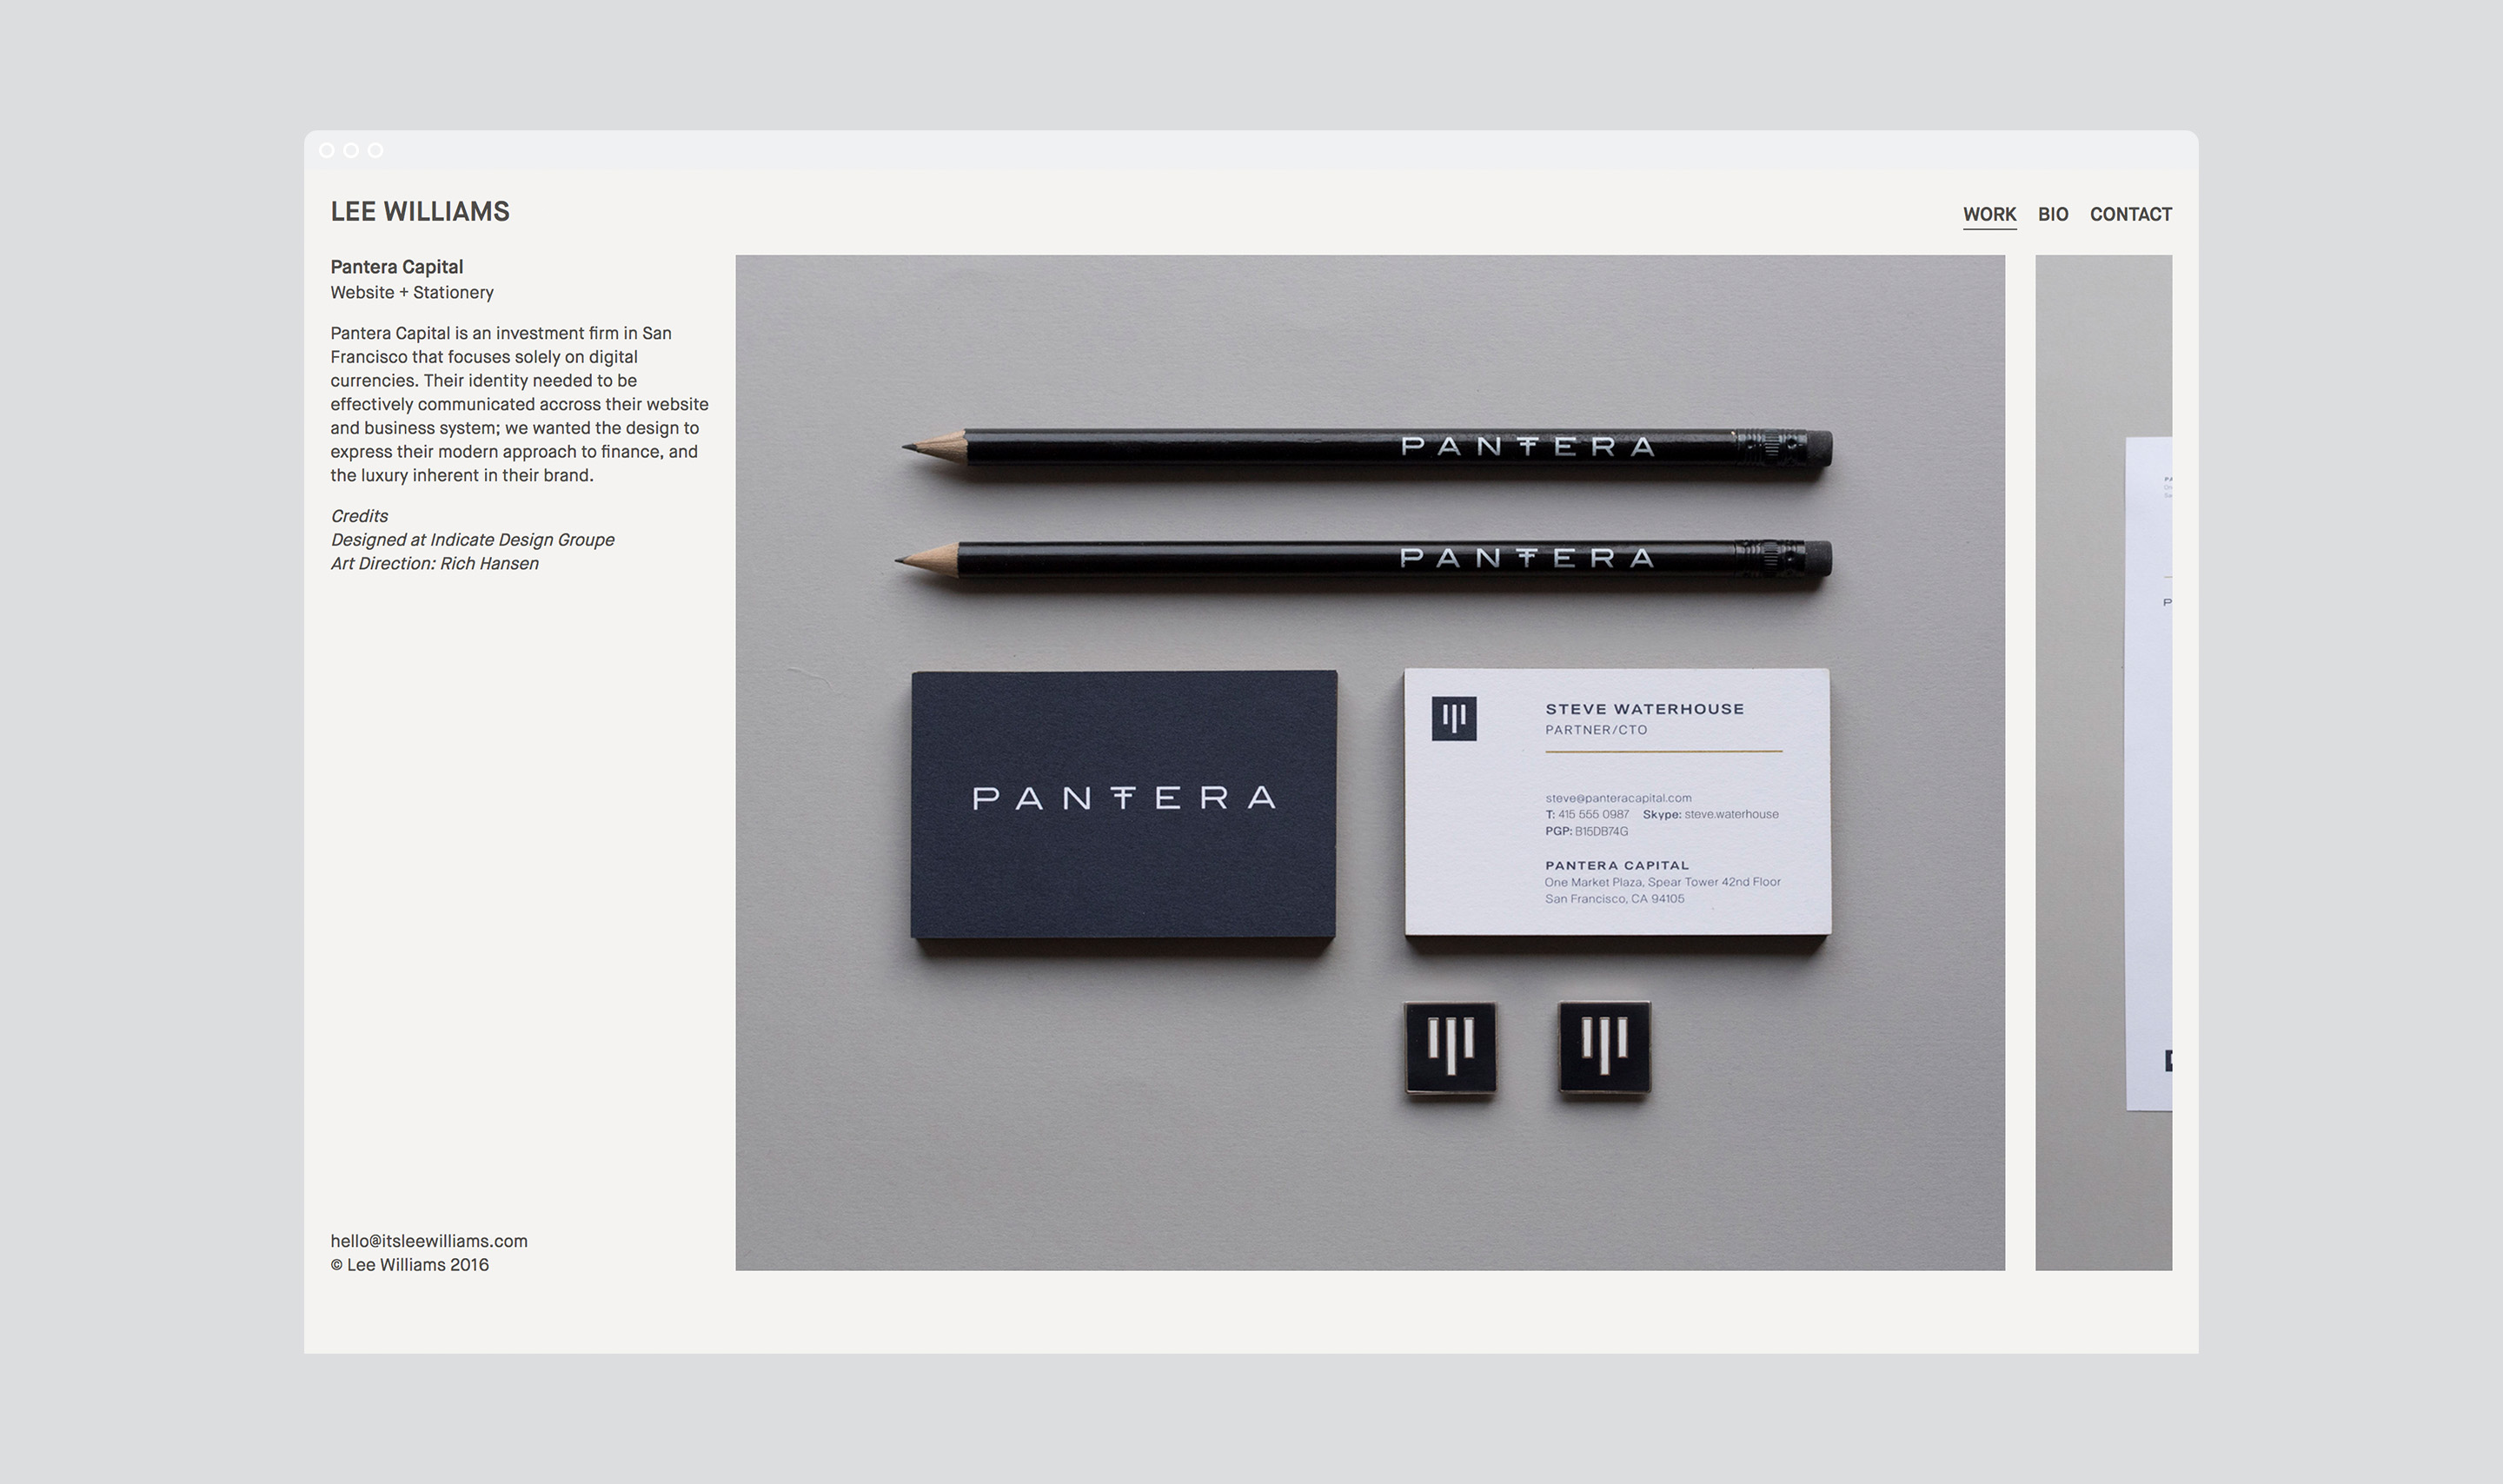 LEE WILLIAMS
WORK BIO CONTACT
Pantera Capital
Website + Stationery
Pantera Capital is an investment firm in San
Francisco that focuses solely on digital
currencies. Their identity needed to be
effectively communicated accross their website
and business system; we wanted the design to
express their modern approach to finance, and
the luxury inherent in their brand.
Credits
Designed at Indicate Design Groupe
Art Direction: Rich Hansen
hello@itsleewilliams.com
© Lee Williams 2016
PANTERA
PANTERA
PANTERA
STEVE WATERHOUSE
PARTNER/CTO
steve@panteracapital.com
T: 415 555 0987 Skype: steve.waterhouse
PGP: B15DB74G
PANTERA CAPITAL
One Market Plaza, Spear Tower 42nd Floor
San Francisco, CA 94105